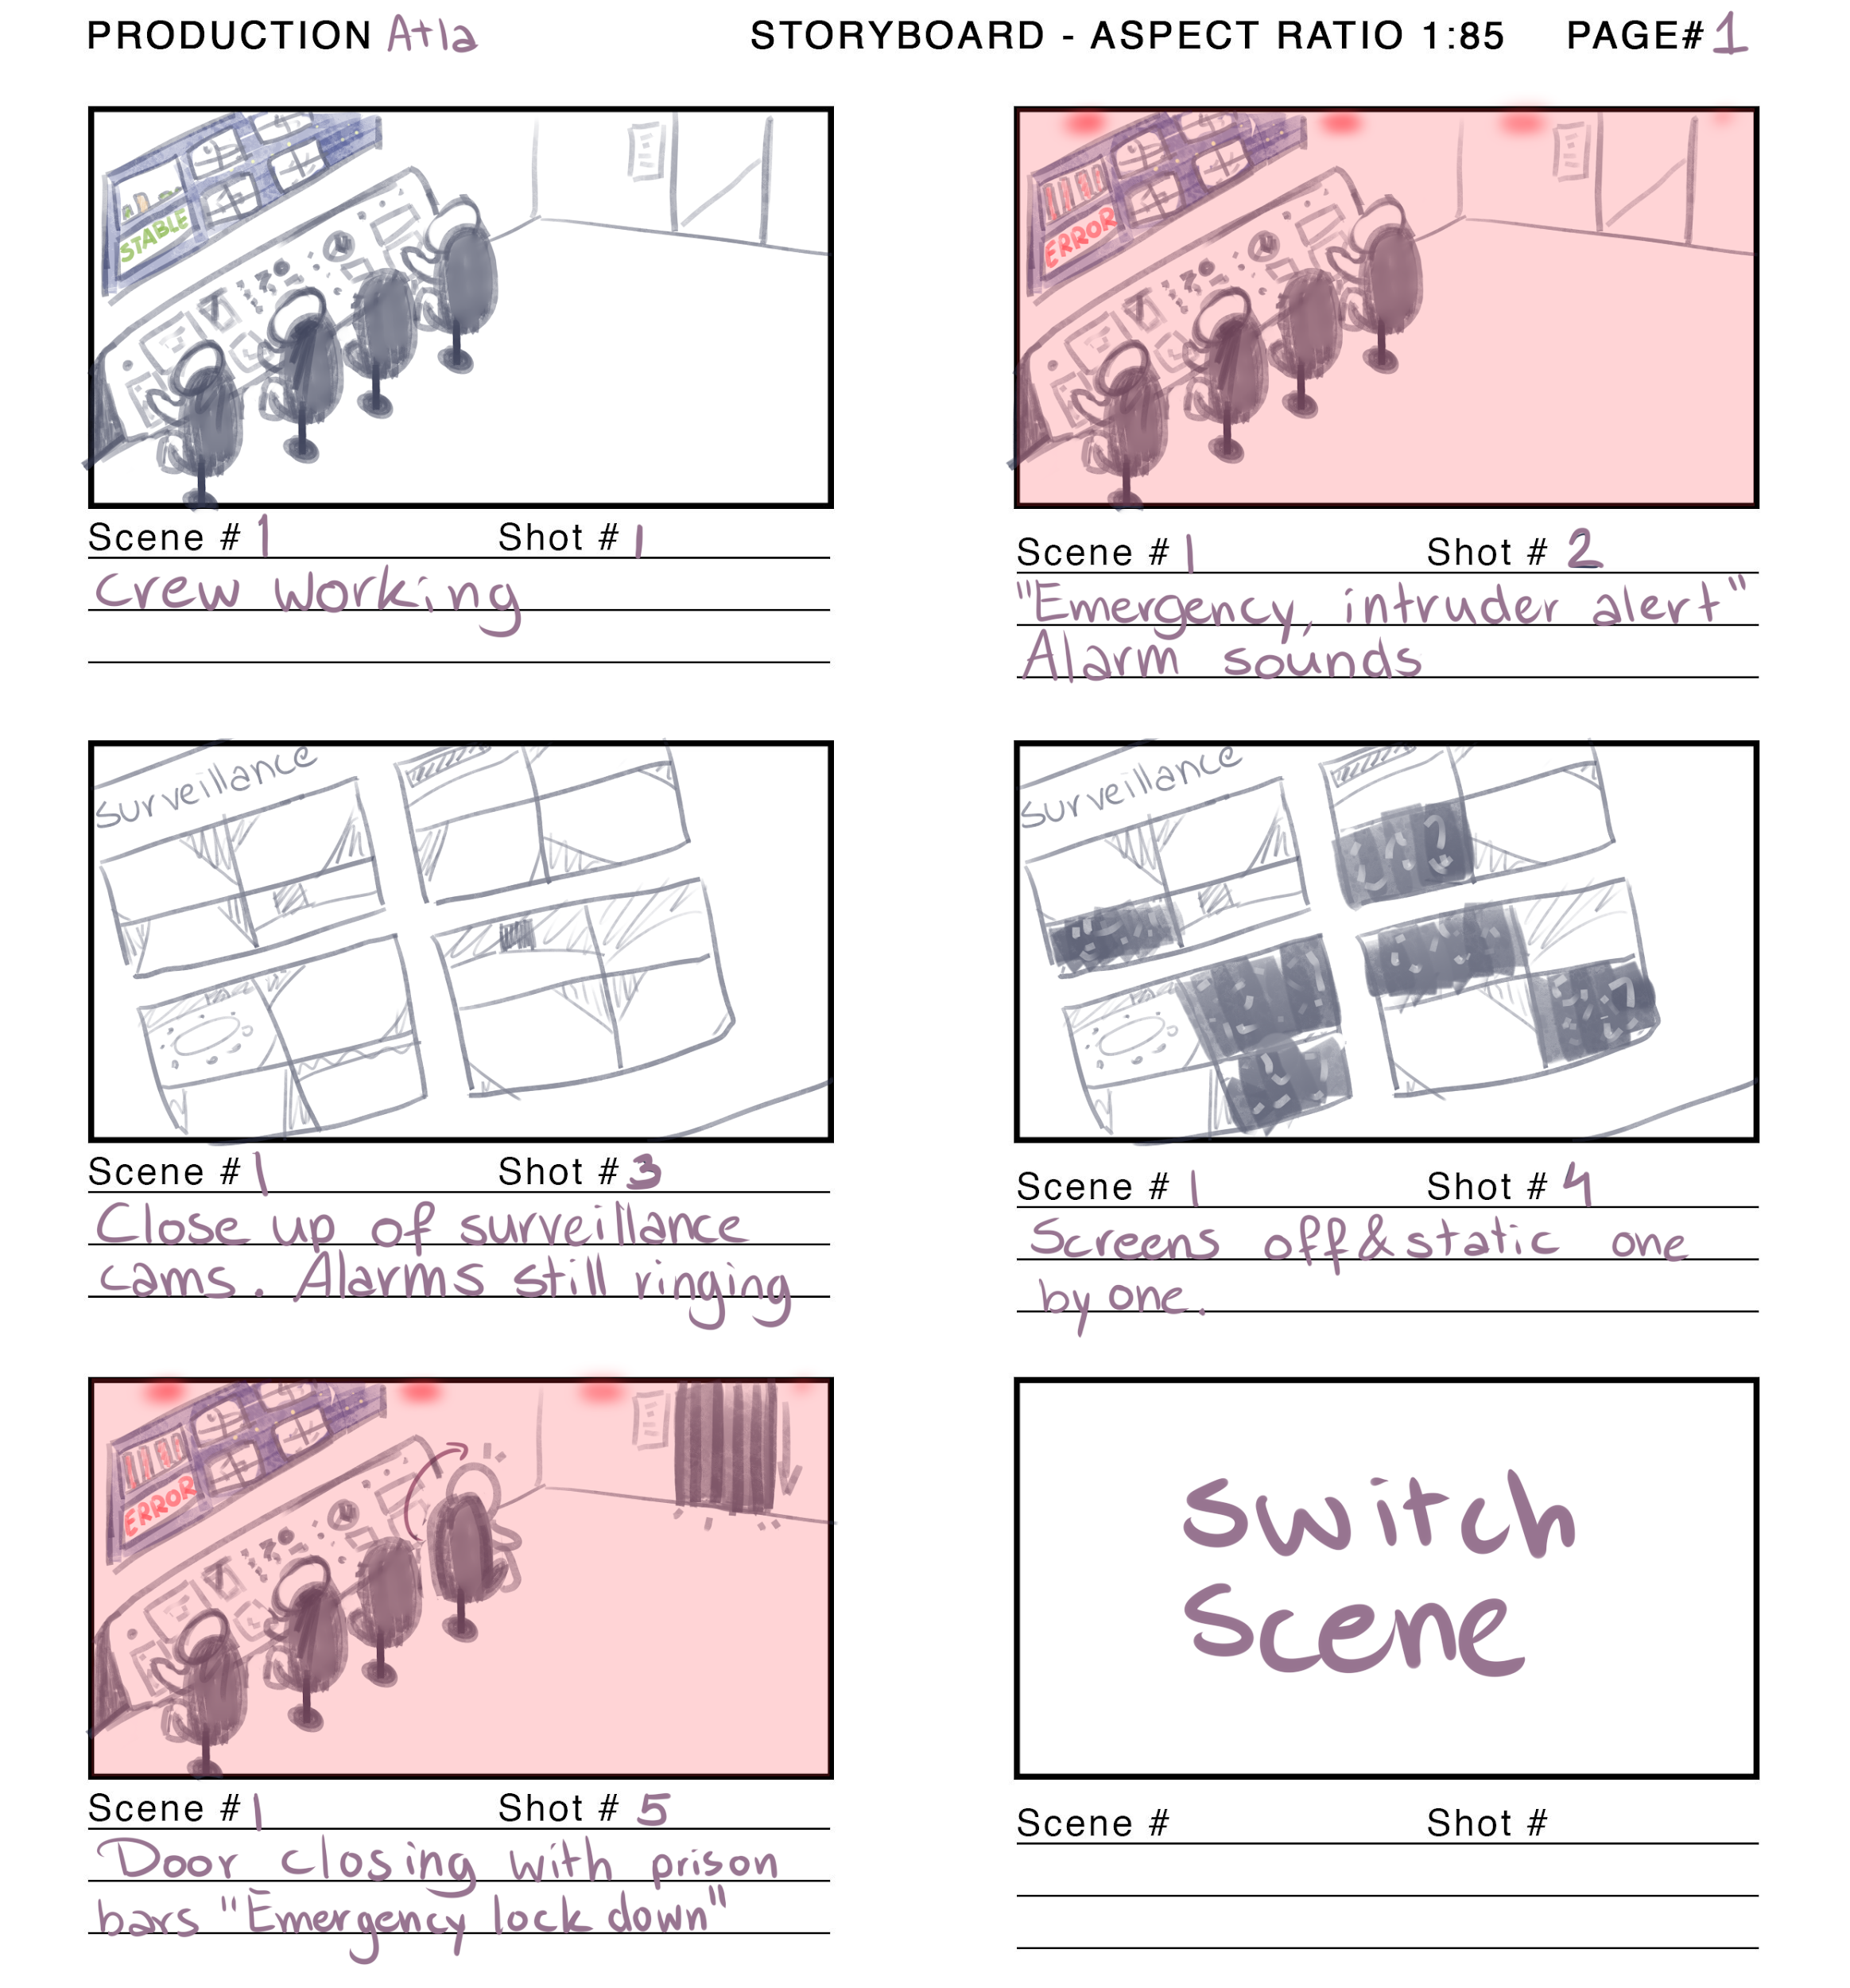 PRODUCTION Atla STORYBOARD - ASPECT RATIO 1:85 PAGE# 1
STABLE
ERROR
Scene # 1 Shot # 1
Crew working
Scene # 1 Shot # 2
"Emergency, intruder alert"
Alarm sounds
Surveillance
Surveillance
Scene # 1 Shot # 3
Close up of surveillance
cams. Alarms still ringing
Scene # 1 Shot # 4
Screens off & static one
by one.
ERROR
Switch
Scene
Scene # 1 Shot # 5
Door closing with prison
bars "Emergency lock down"
Scene # Shot #